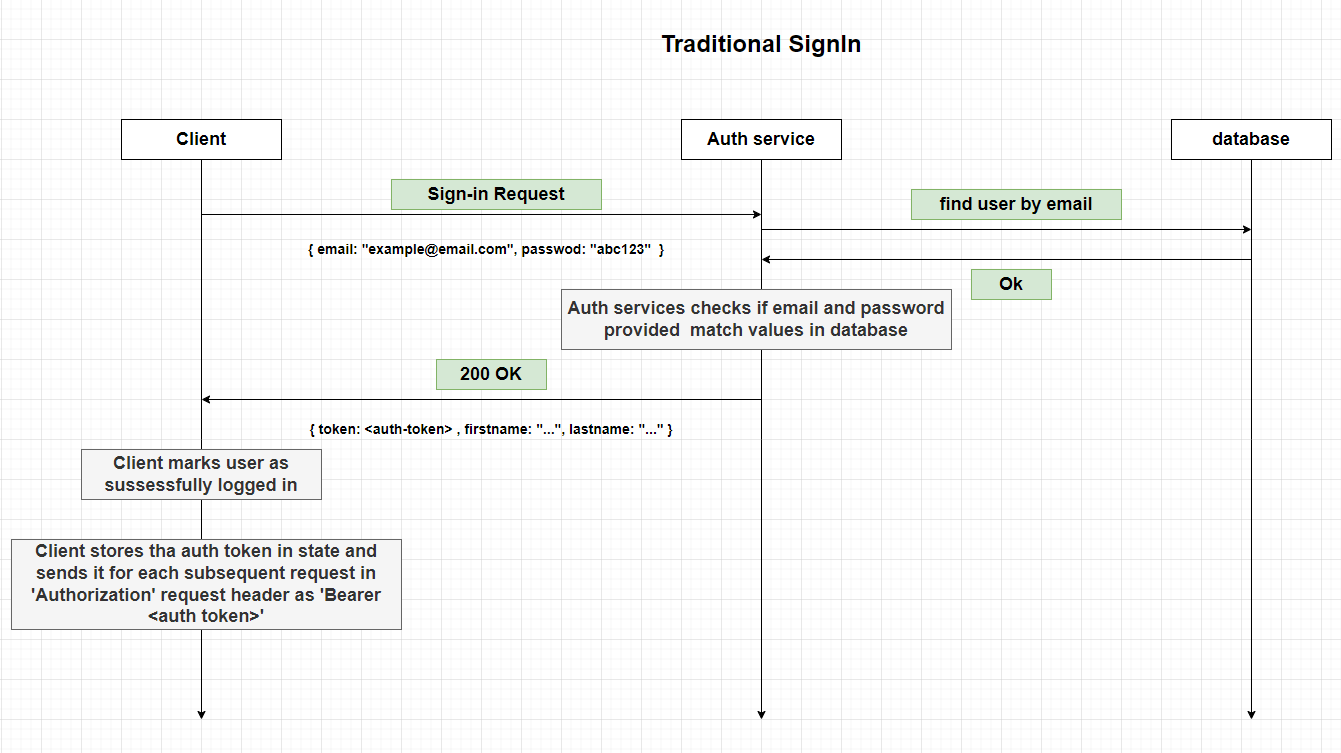 Traditional SignIn
Client
Auth service
database
Sign-in Request
find user by email
{ email: "example@email.com", passwod: "abc123" }
Ok
Auth services checks if email and password
provided match values in database
200 OK
{ token: <auth-token> , firstname: "...", lastname: "..." }
Client marks user as
sussessfully logged in
Client stores tha auth token in state and
sends it for each subsequent request in
'Authorization' request header as 'Bearer
<auth token>'